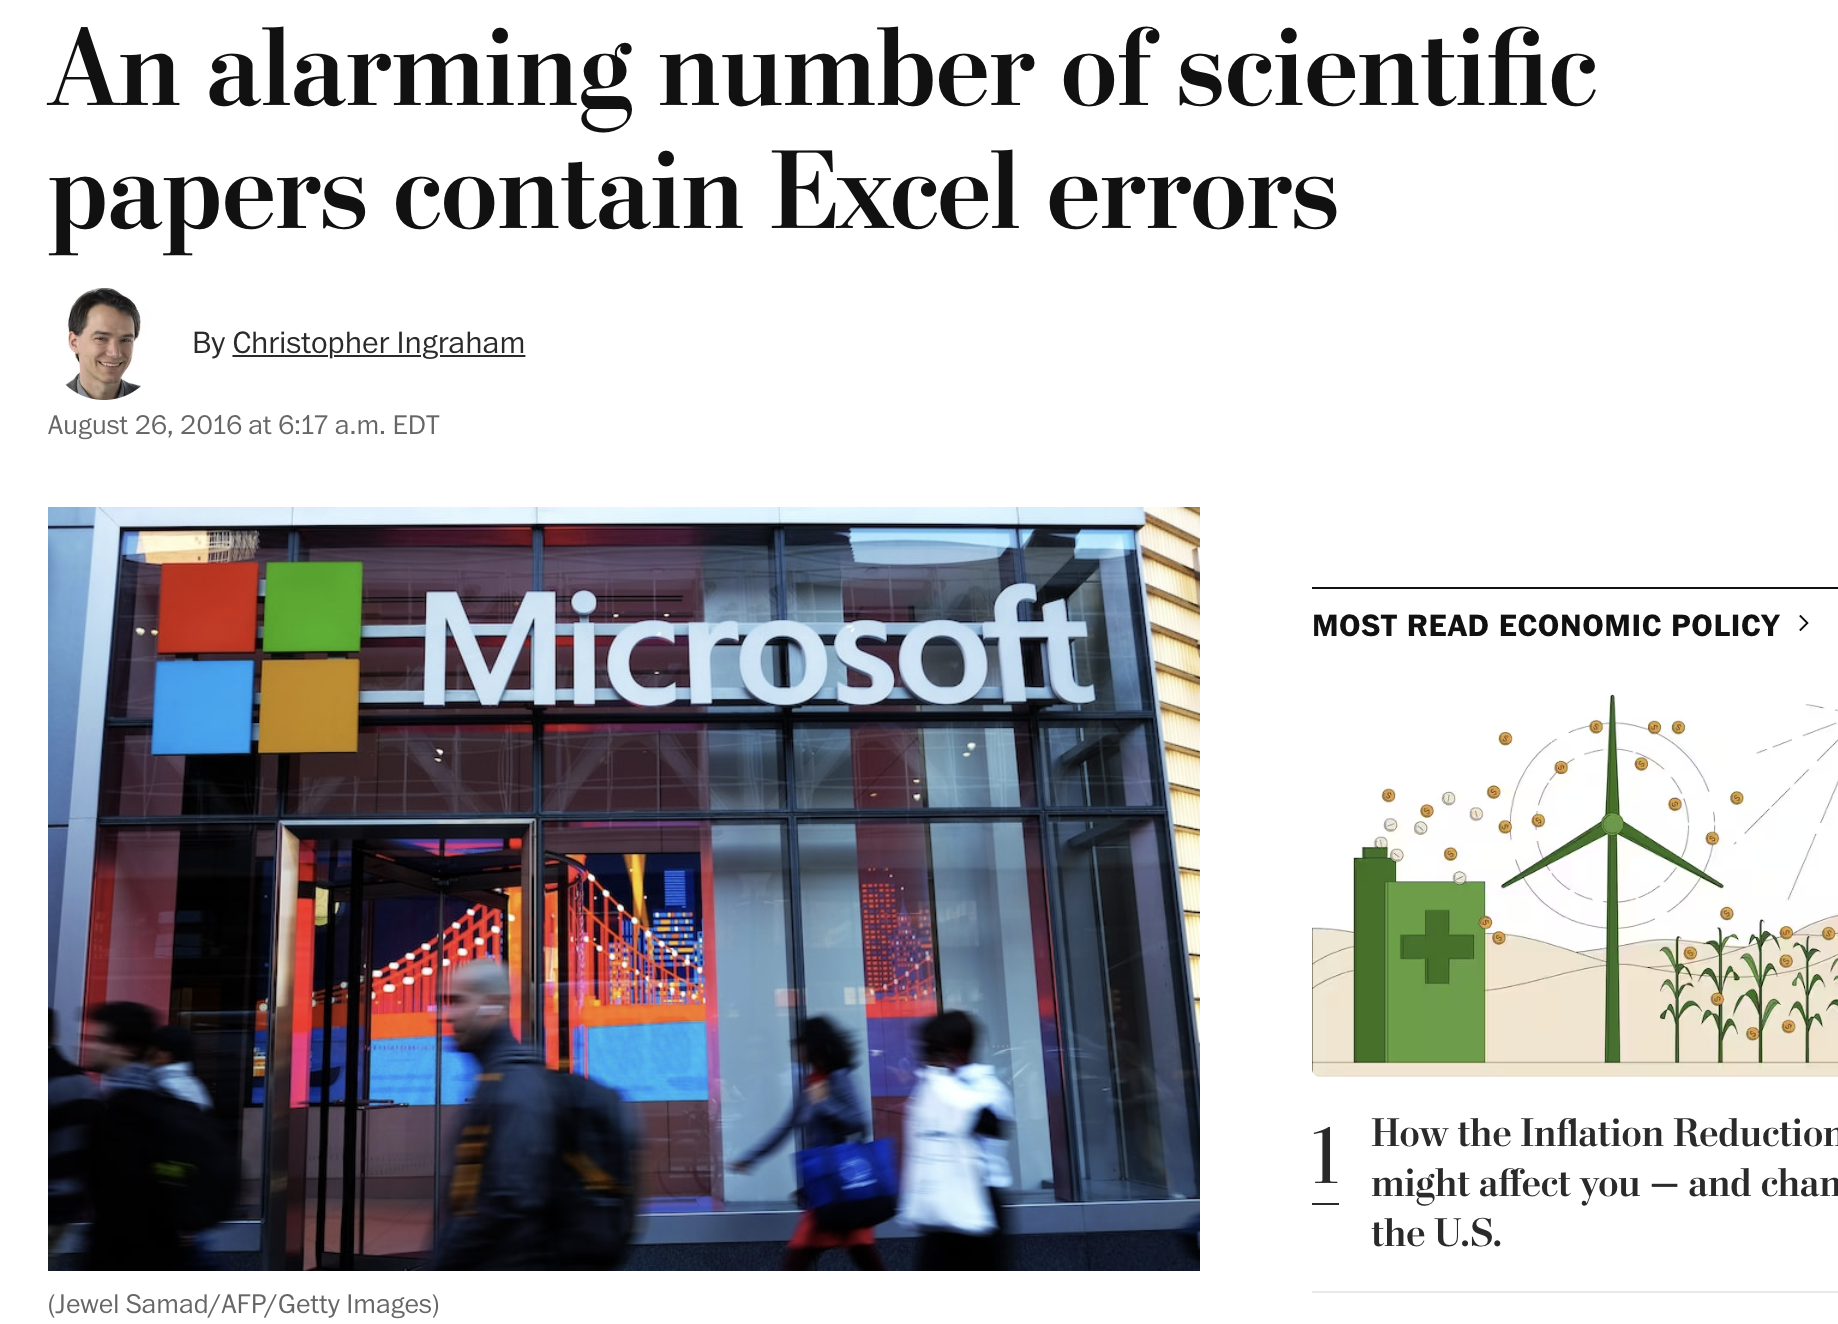 An alarming number of scientific
papers contain Excel errors
By Christopher Ingraham
August 26, 2016 at 6:17 a.m. EDT
Microsoft
(Jewel Samad/AFP/Getty Images)
MOST READ ECONOMIC POLICY >
1
How the Inflation Reduction
might affect you — and chan
the U.S.